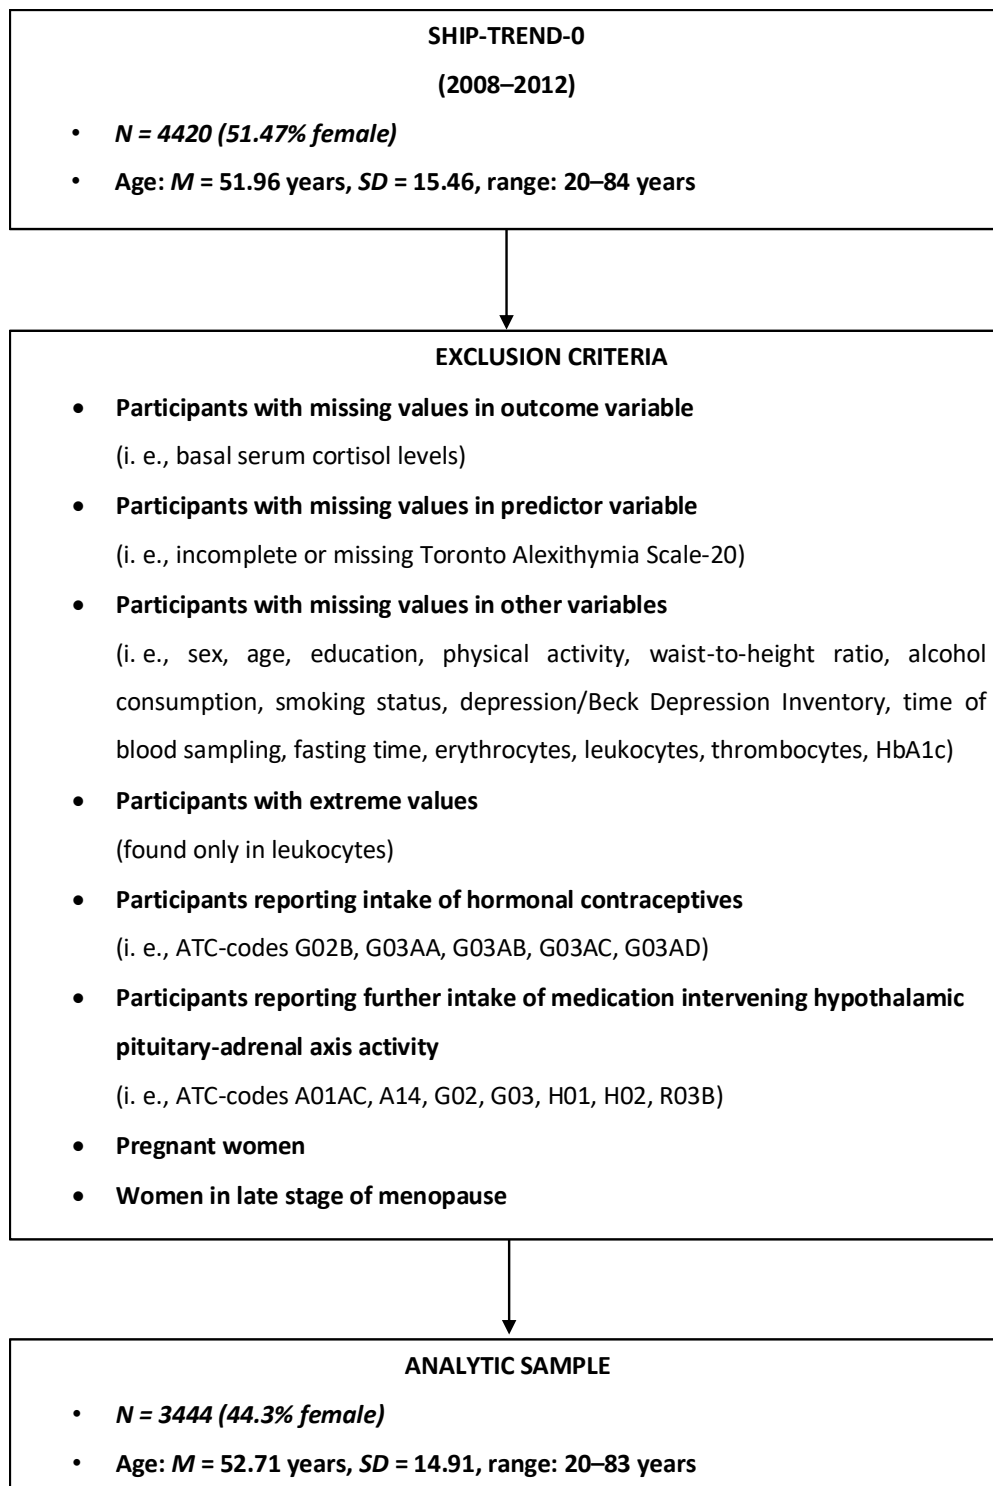 SHIP-TREND-0
(2008–2012)
• N = 4420 (51.47% female)
• Age: M = 51.96 years, SD = 15.46, range: 20–84 years
EXCLUSION CRITERIA
• Participants with missing values in outcome variable
(i. e., basal serum cortisol levels)
• Participants with missing values in predictor variable
(i. e., incomplete or missing Toronto Alexithymia Scale-20)
• Participants with missing values in other variables
(i. e., sex, age, education, physical activity, waist-to-height ratio, alcohol
consumption, smoking status, depression/Beck Depression Inventory, time of
blood sampling, fasting time, erythrocytes, leukocytes, thrombocytes, HbA1c)
• Participants with extreme values
(found only in leukocytes)
• Participants reporting intake of hormonal contraceptives
(i. e., ATC-codes G02B, G03AA, G03AB, G03AC, G03AD)
• Participants reporting further intake of medication intervening hypothalamic
pituitary-adrenal axis activity
(i. e., ATC-codes A01AC, A14, G02, G03, H01, H02, R03B)
• Pregnant women
• Women in late stage of menopause
ANALYTIC SAMPLE
• N = 3444 (44.3% female)
• Age: M = 52.71 years, SD = 14.91, range: 20–83 years